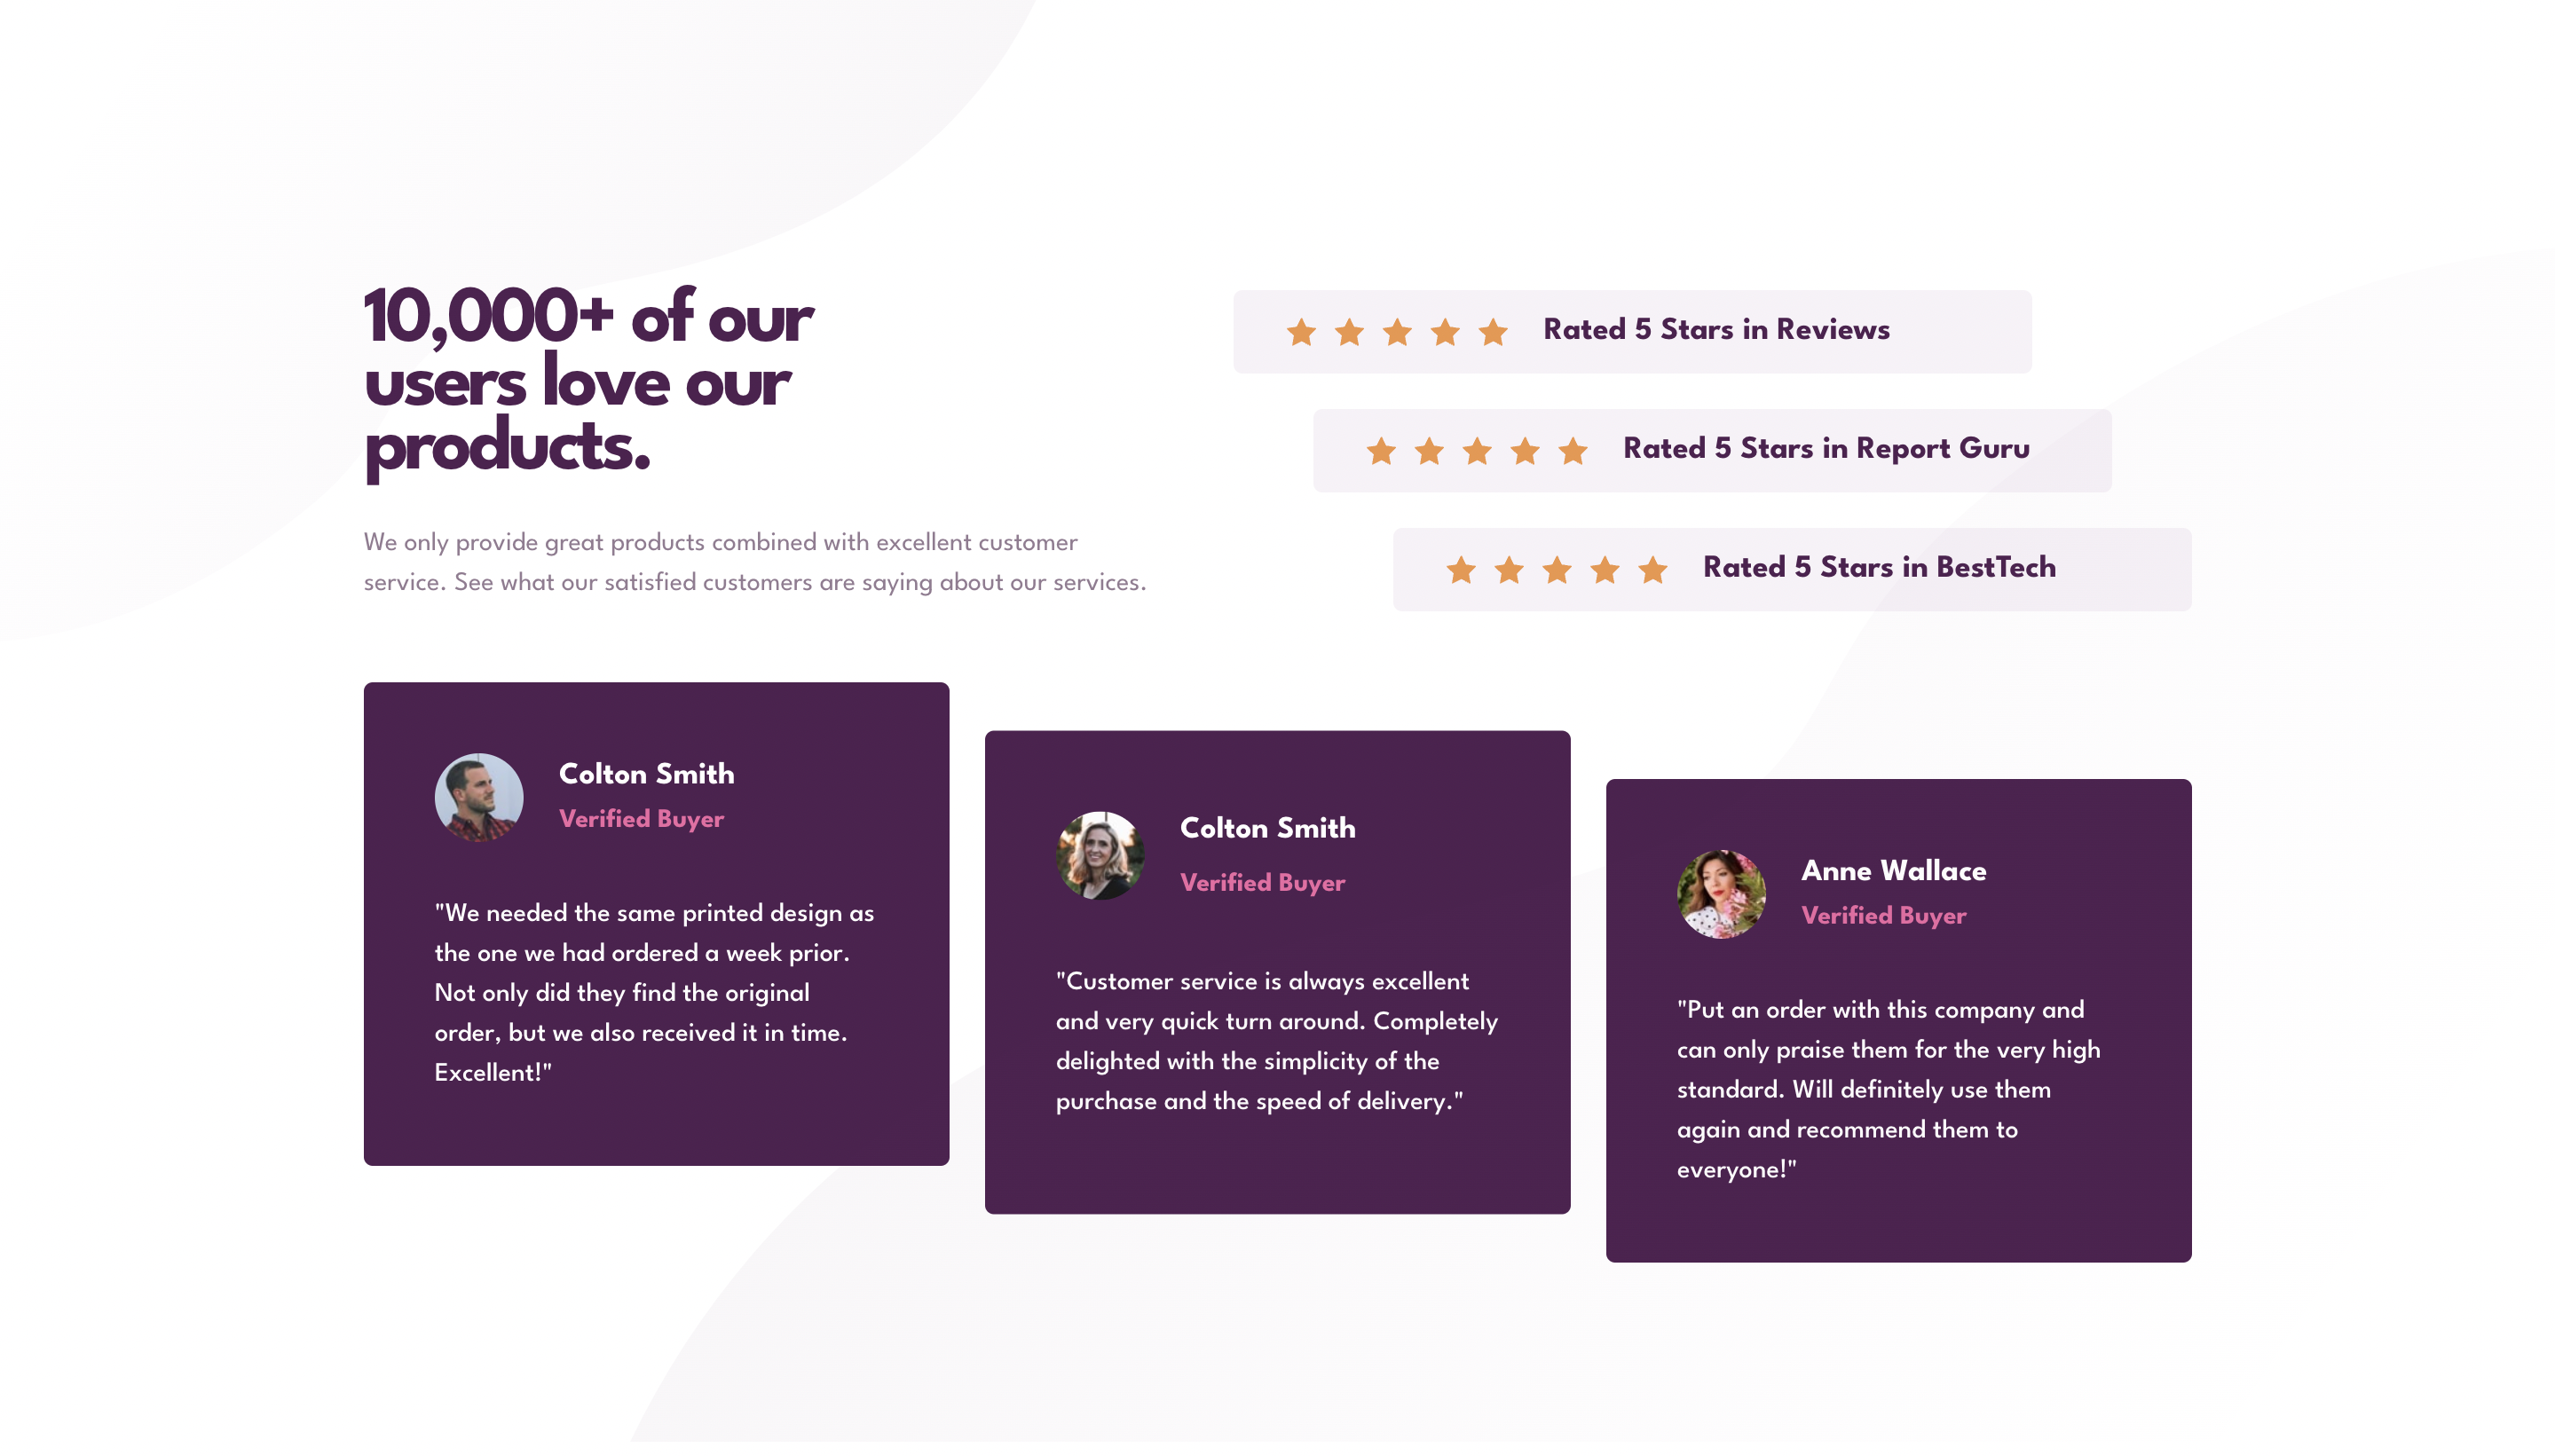 10,000+ of our
users love our
products.
We only provide great products combined with excellent customer
service. See what our satisfied customers are saying about our services.
Rated 5 Stars in Reviews
Rated 5 Stars in Report Guru
Rated 5 Stars in BestTech
Colton Smith
Verified Buyer
"We needed the same printed design as
the one we had ordered a week prior.
Not only did they find the original
order, but we also received it in time.
Excellent!"
Colton Smith
Verified Buyer
"Customer service is always excellent
and very quick turn around. Completely
delighted with the simplicity of the
purchase and the speed of delivery."
Anne Wallace
Verified Buyer
"Put an order with this company and
can only praise them for the very high
standard. Will definitely use them
again and recommend them to
everyone!"